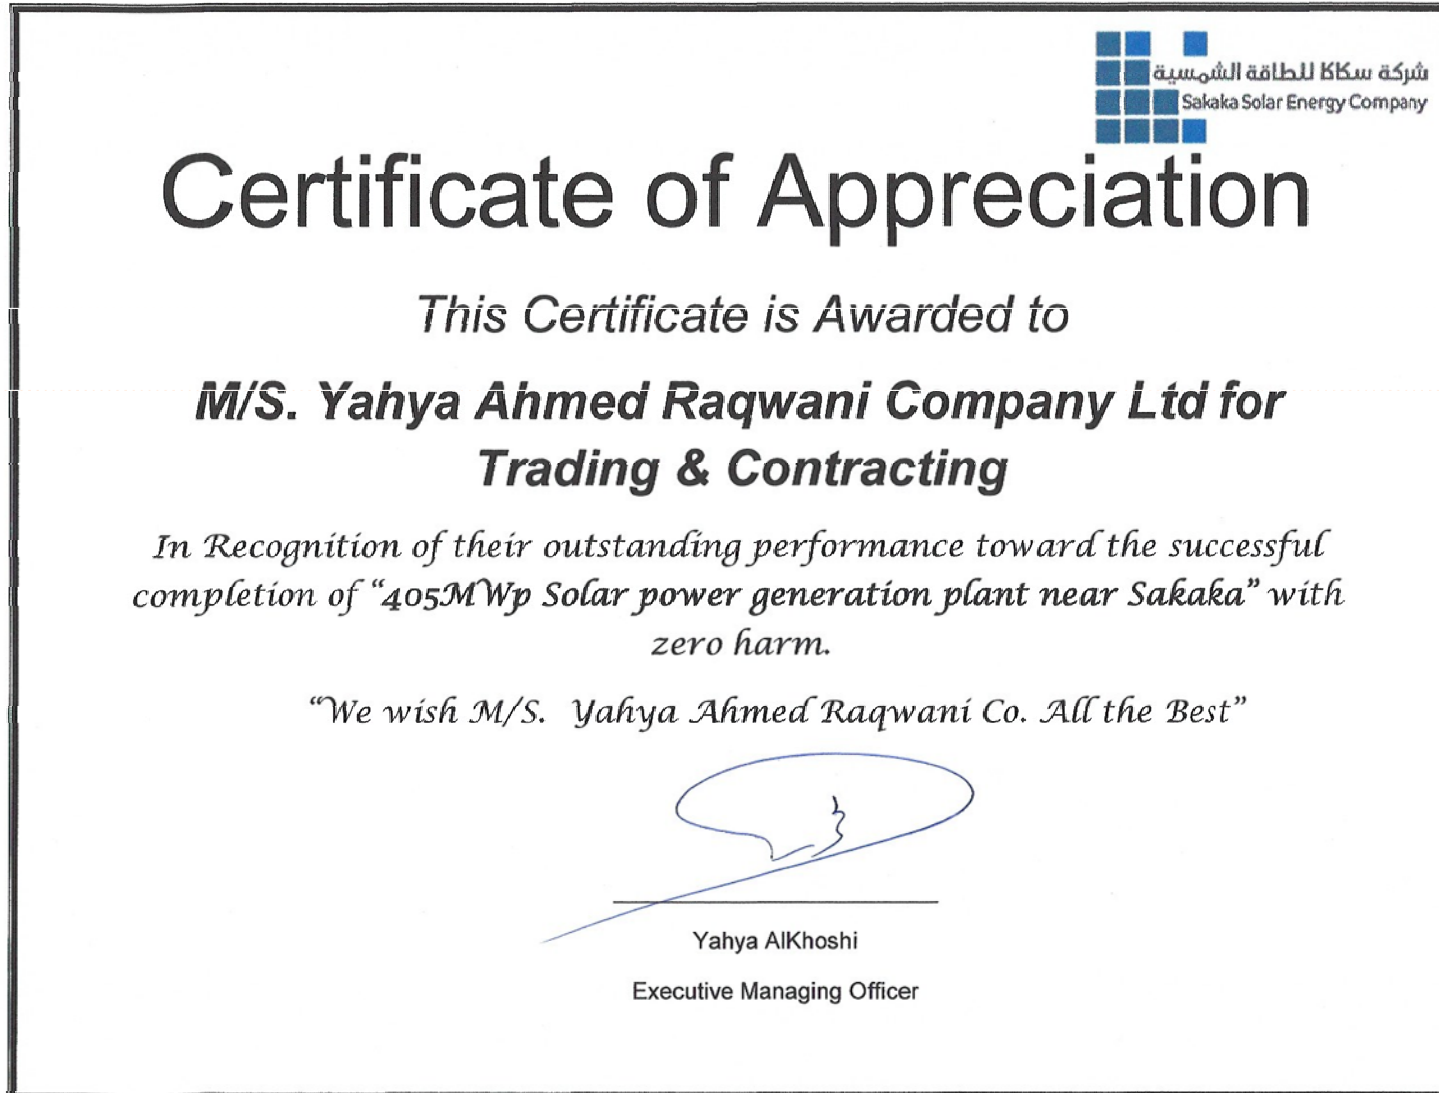 شركة سكاكا للطاقة الشمسية
Sakaka Solar Energy Company
Certificate of Appreciation
This Certificate is Awarded to
M/S. Yahya Ahmed Raqwani Company Ltd for
Trading & Contracting
In Recognition of their outstanding performance toward the successful
completion of “405MWp Solar power generation plant near Sakaka” with
zero harm.
“We wish M/S. Yahya Ahmed Raqwani Co. All the Best”
Yahya AlKhoshi
Executive Managing Officer